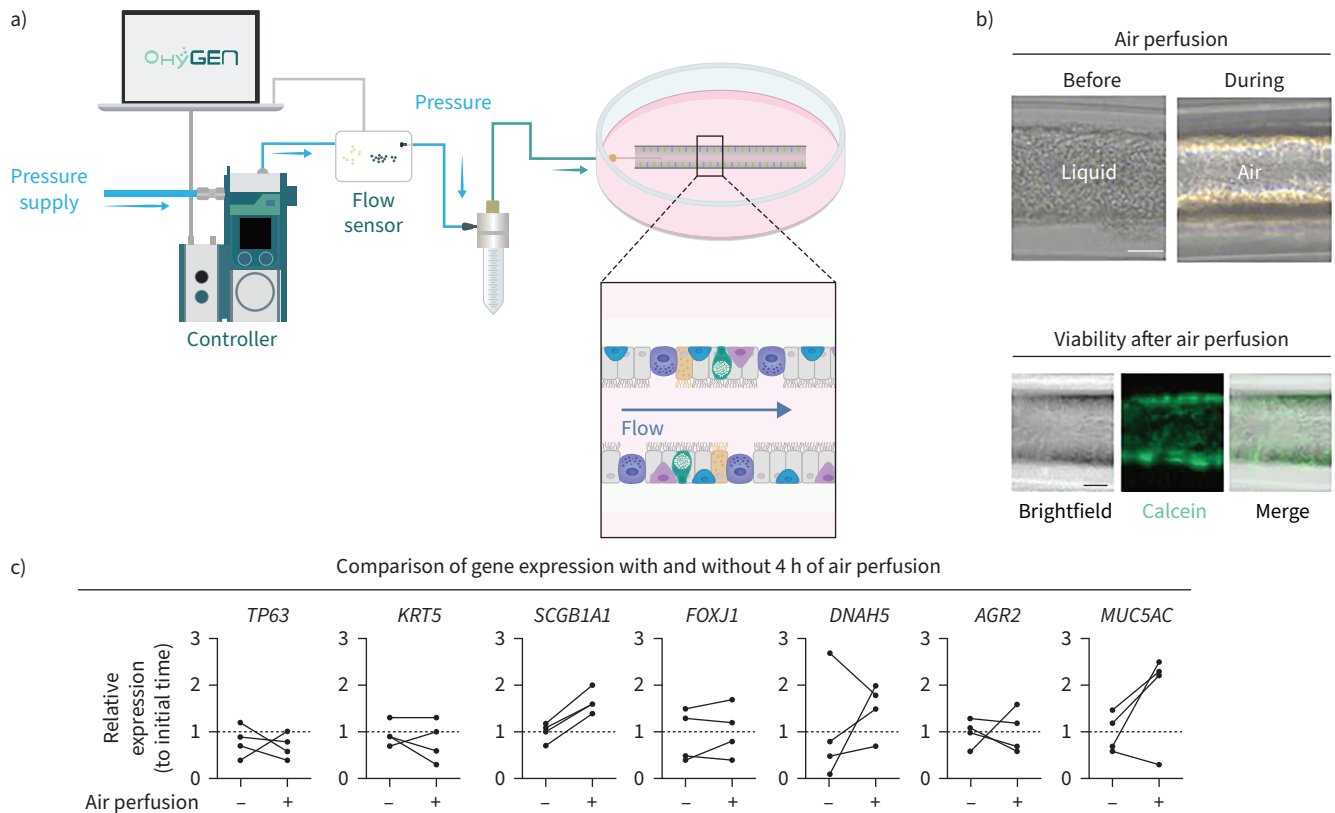 a)
OHYGEN
Pressure
supply
Controller
Flow
sensor
Pressure
Flow
b)
Air perfusion
Before
During
Liquid
Air
Viability after air perfusion
Brightfield
Calcein
Merge
c)
Comparison of gene expression with and without 4 h of air perfusion
Relative
expression
(to initial time)
TP63
3
2
1
0
KRT5
3
2
1
0
SCGB1A1
3
2
1
0
FOXJ1
3
2
1
0
DNAH5
3
2
1
0
AGR2
3
2
1
0
MUC5AC
3
2
1
0
Air perfusion
– +
– +
– +
– +
– +
– +
– +